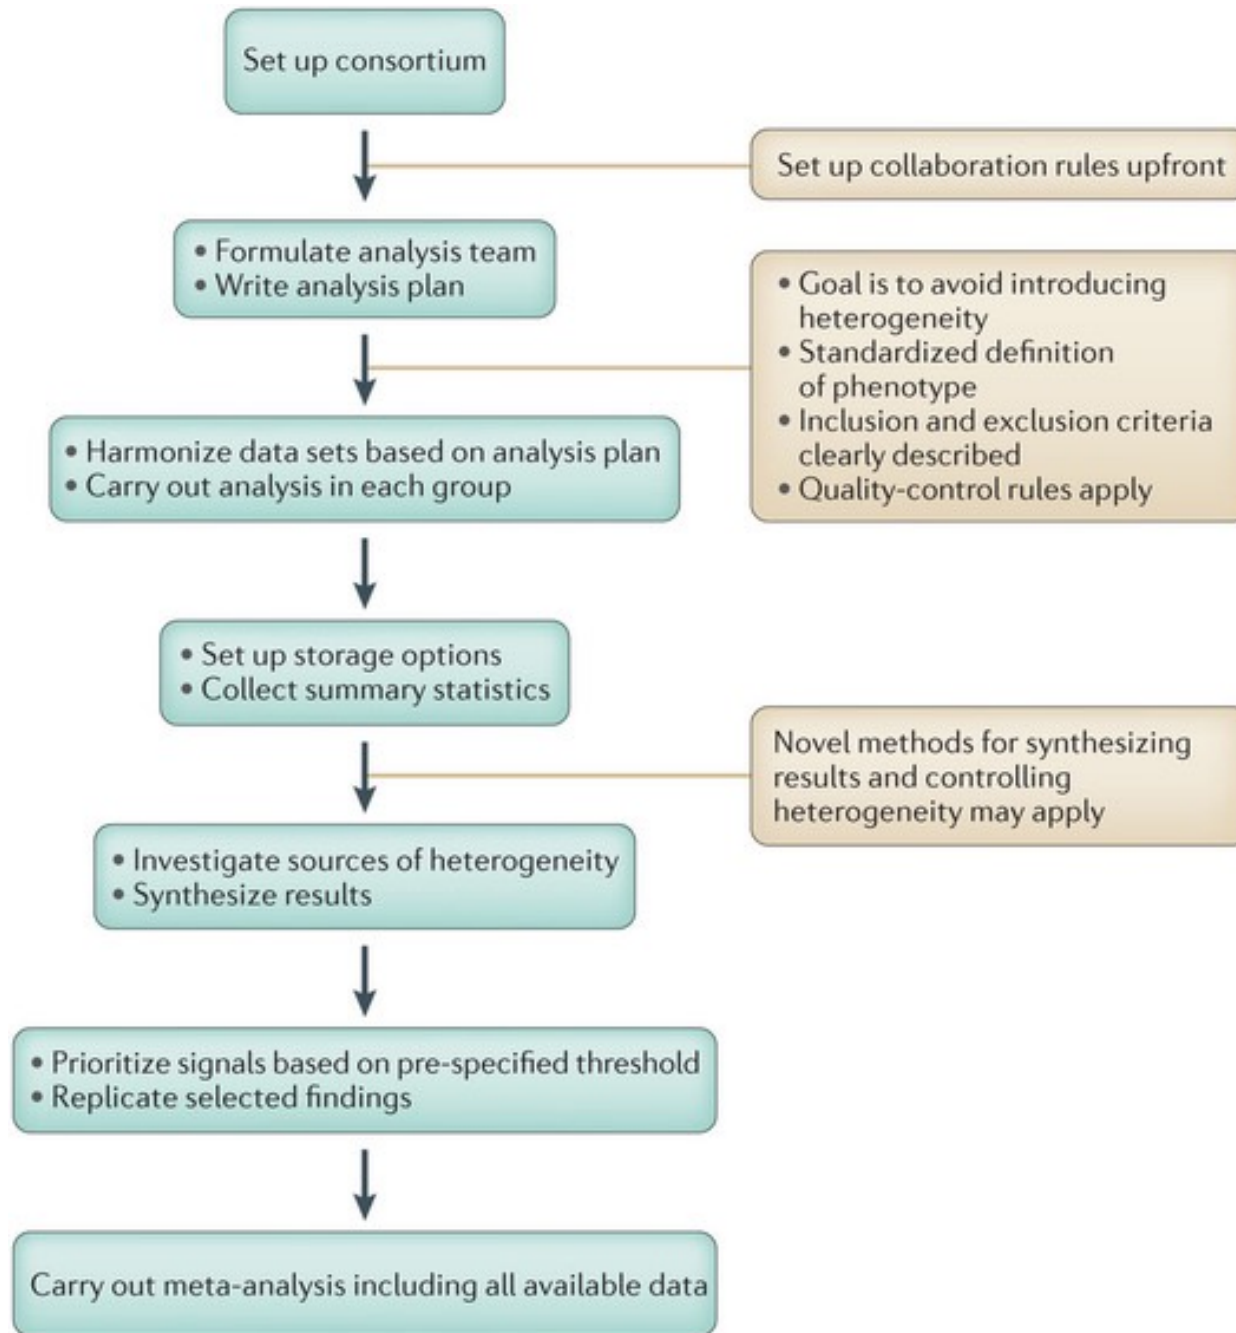 Set up consortium
Set up collaboration rules upfront
• Formulate analysis team
• Write analysis plan
• Goal is to avoid introducing
heterogeneity
• Standardized definition
of phenotype
• Inclusion and exclusion criteria
clearly described
• Quality-control rules apply
• Harmonize data sets based on analysis plan
• Carry out analysis in each group
• Set up storage options
• Collect summary statistics
Novel methods for synthesizing
results and controlling
heterogeneity may apply
• Investigate sources of heterogeneity
• Synthesize results
• Prioritize signals based on pre-specified threshold
• Replicate selected findings
Carry out meta-analysis including all available data